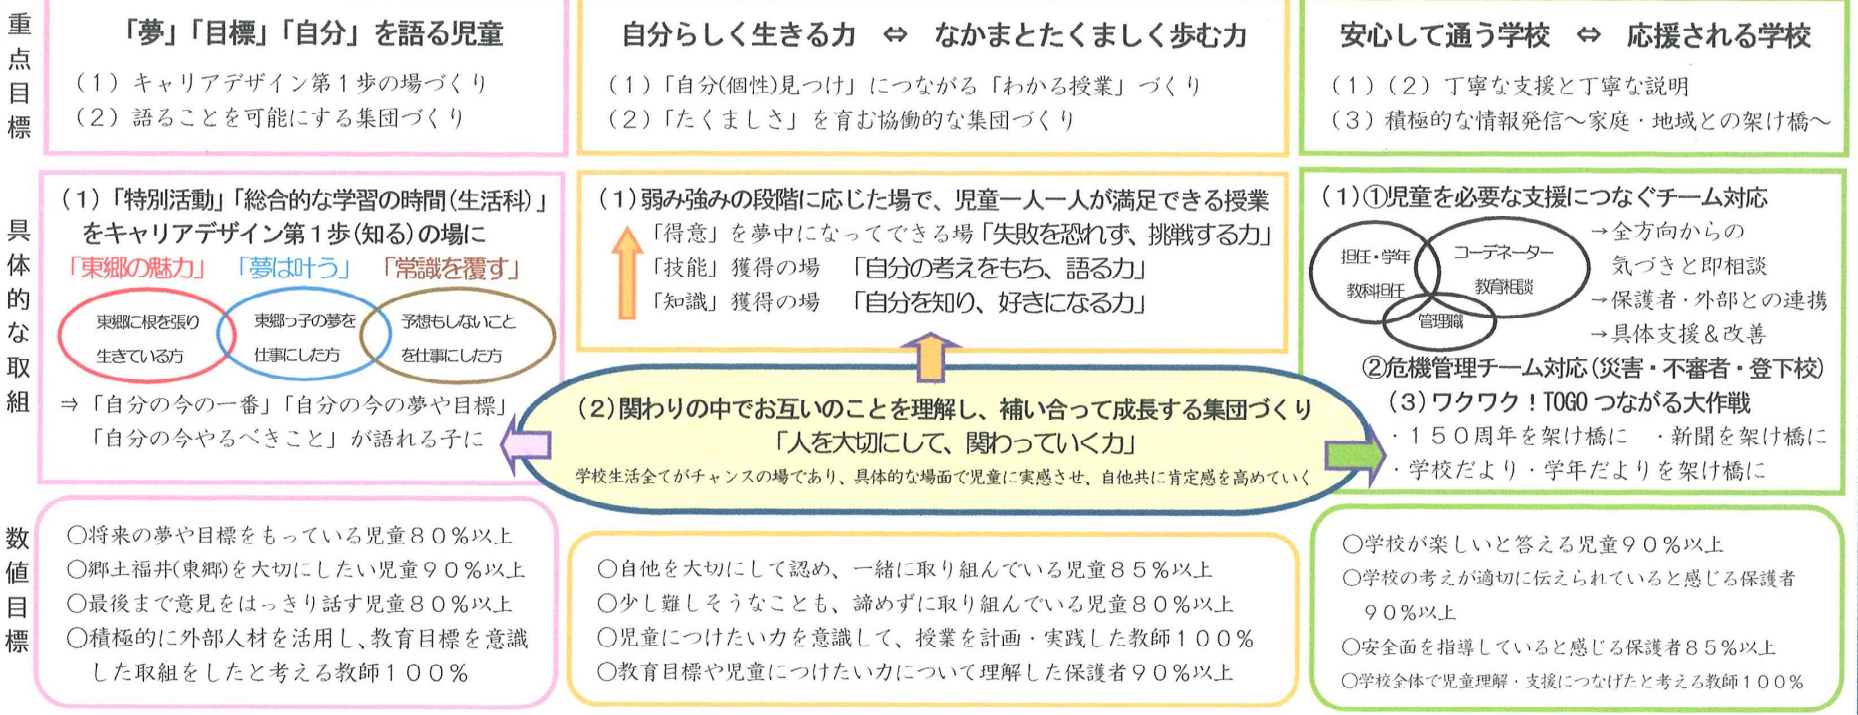 重点目標
「夢」「目標」「自分」を語る児童
（１）キャリアデザイン第１歩の場づくり
（２）語ることを可能にする集団づくり
自分らしく生きる力　⇔　なかまとたくましく歩む力
（１）「自分(個性)見つけ」につながる「わかる授業」づくり
（２）「たくましさ」を育む協働的な集団づくり
安心して通う学校　⇔　応援される学校
（１）（２）丁寧な支援と丁寧な説明
（３）積極的な情報発信～家庭・地域との架け橋～
具体的な取組
（１）「特別活動」「総合的な学習の時間(生活科)」
をキャリアデザイン第１歩(知る)の場に
「東郷の魅力」　「夢は叶う」　「常識を覆す」
東郷に根を張り
生きている方
東郷っ子の夢を
仕事にした方
予想もしないこと
を仕事にした方
⇒「自分の今の一番」「自分の今の夢や目標」
「自分の今やるべきこと」が語れる子に
（１）弱み強みの段階に応じた場で、児童一人一人が満足できる授業
「得意」を夢中になってできる場「失敗を恐れず、挑戦する力」
「技能」獲得の場　「自分の考えをもち、語る力」
「知識」獲得の場　「自分を知り、好きになる力」
（２）関わりの中でお互いのことを理解し、補い合って成長する集団づくり
「人を大切にして、関わっていく力」
学校生活全てがチャンスの場であり、具体的な場面で児童に実感させ、自他共に肯定感を高めていく
（１）①児童を必要な支援につなぐチーム対応
担任・学年
教科担任
コーデネーター
教育相談
管理職
→全方向からの
気づきと即相談
→保護者・外部との連携
→具体支援＆改善
②危機管理チーム対応(災害・不審者・登下校)
（３）ワクワク！TOGOつながる大作戦
・１５０周年を架け橋に　・新聞を架け橋に
・学校だより・学年だよりを架け橋に
数値目標
○将来の夢や目標をもっている児童８０％以上
○郷土福井(東郷)を大切にしたい児童９０％以上
○最後まで意見をはっきり話す児童８０％以上
○積極的に外部人材を活用し、教育目標を意識
した取組をしたと考える教師１００％
○自他を大切にして認め、一緒に取り組んでいる児童８５％以上
○少し難しそうなことも、諦めずに取り組んでいる児童８０％以上
○児童につけたい力を意識して、授業を計画・実践した教師１００％
○教育目標や児童につけたい力について理解した保護者９０％以上
○学校が楽しいと答える児童９０％以上
○学校の考えが適切に伝えられていると感じる保護者
９０％以上
○安全面を指導していると感じる保護者８５％以上
○学校全体で児童理解・支援につなげたと考える教師１００％